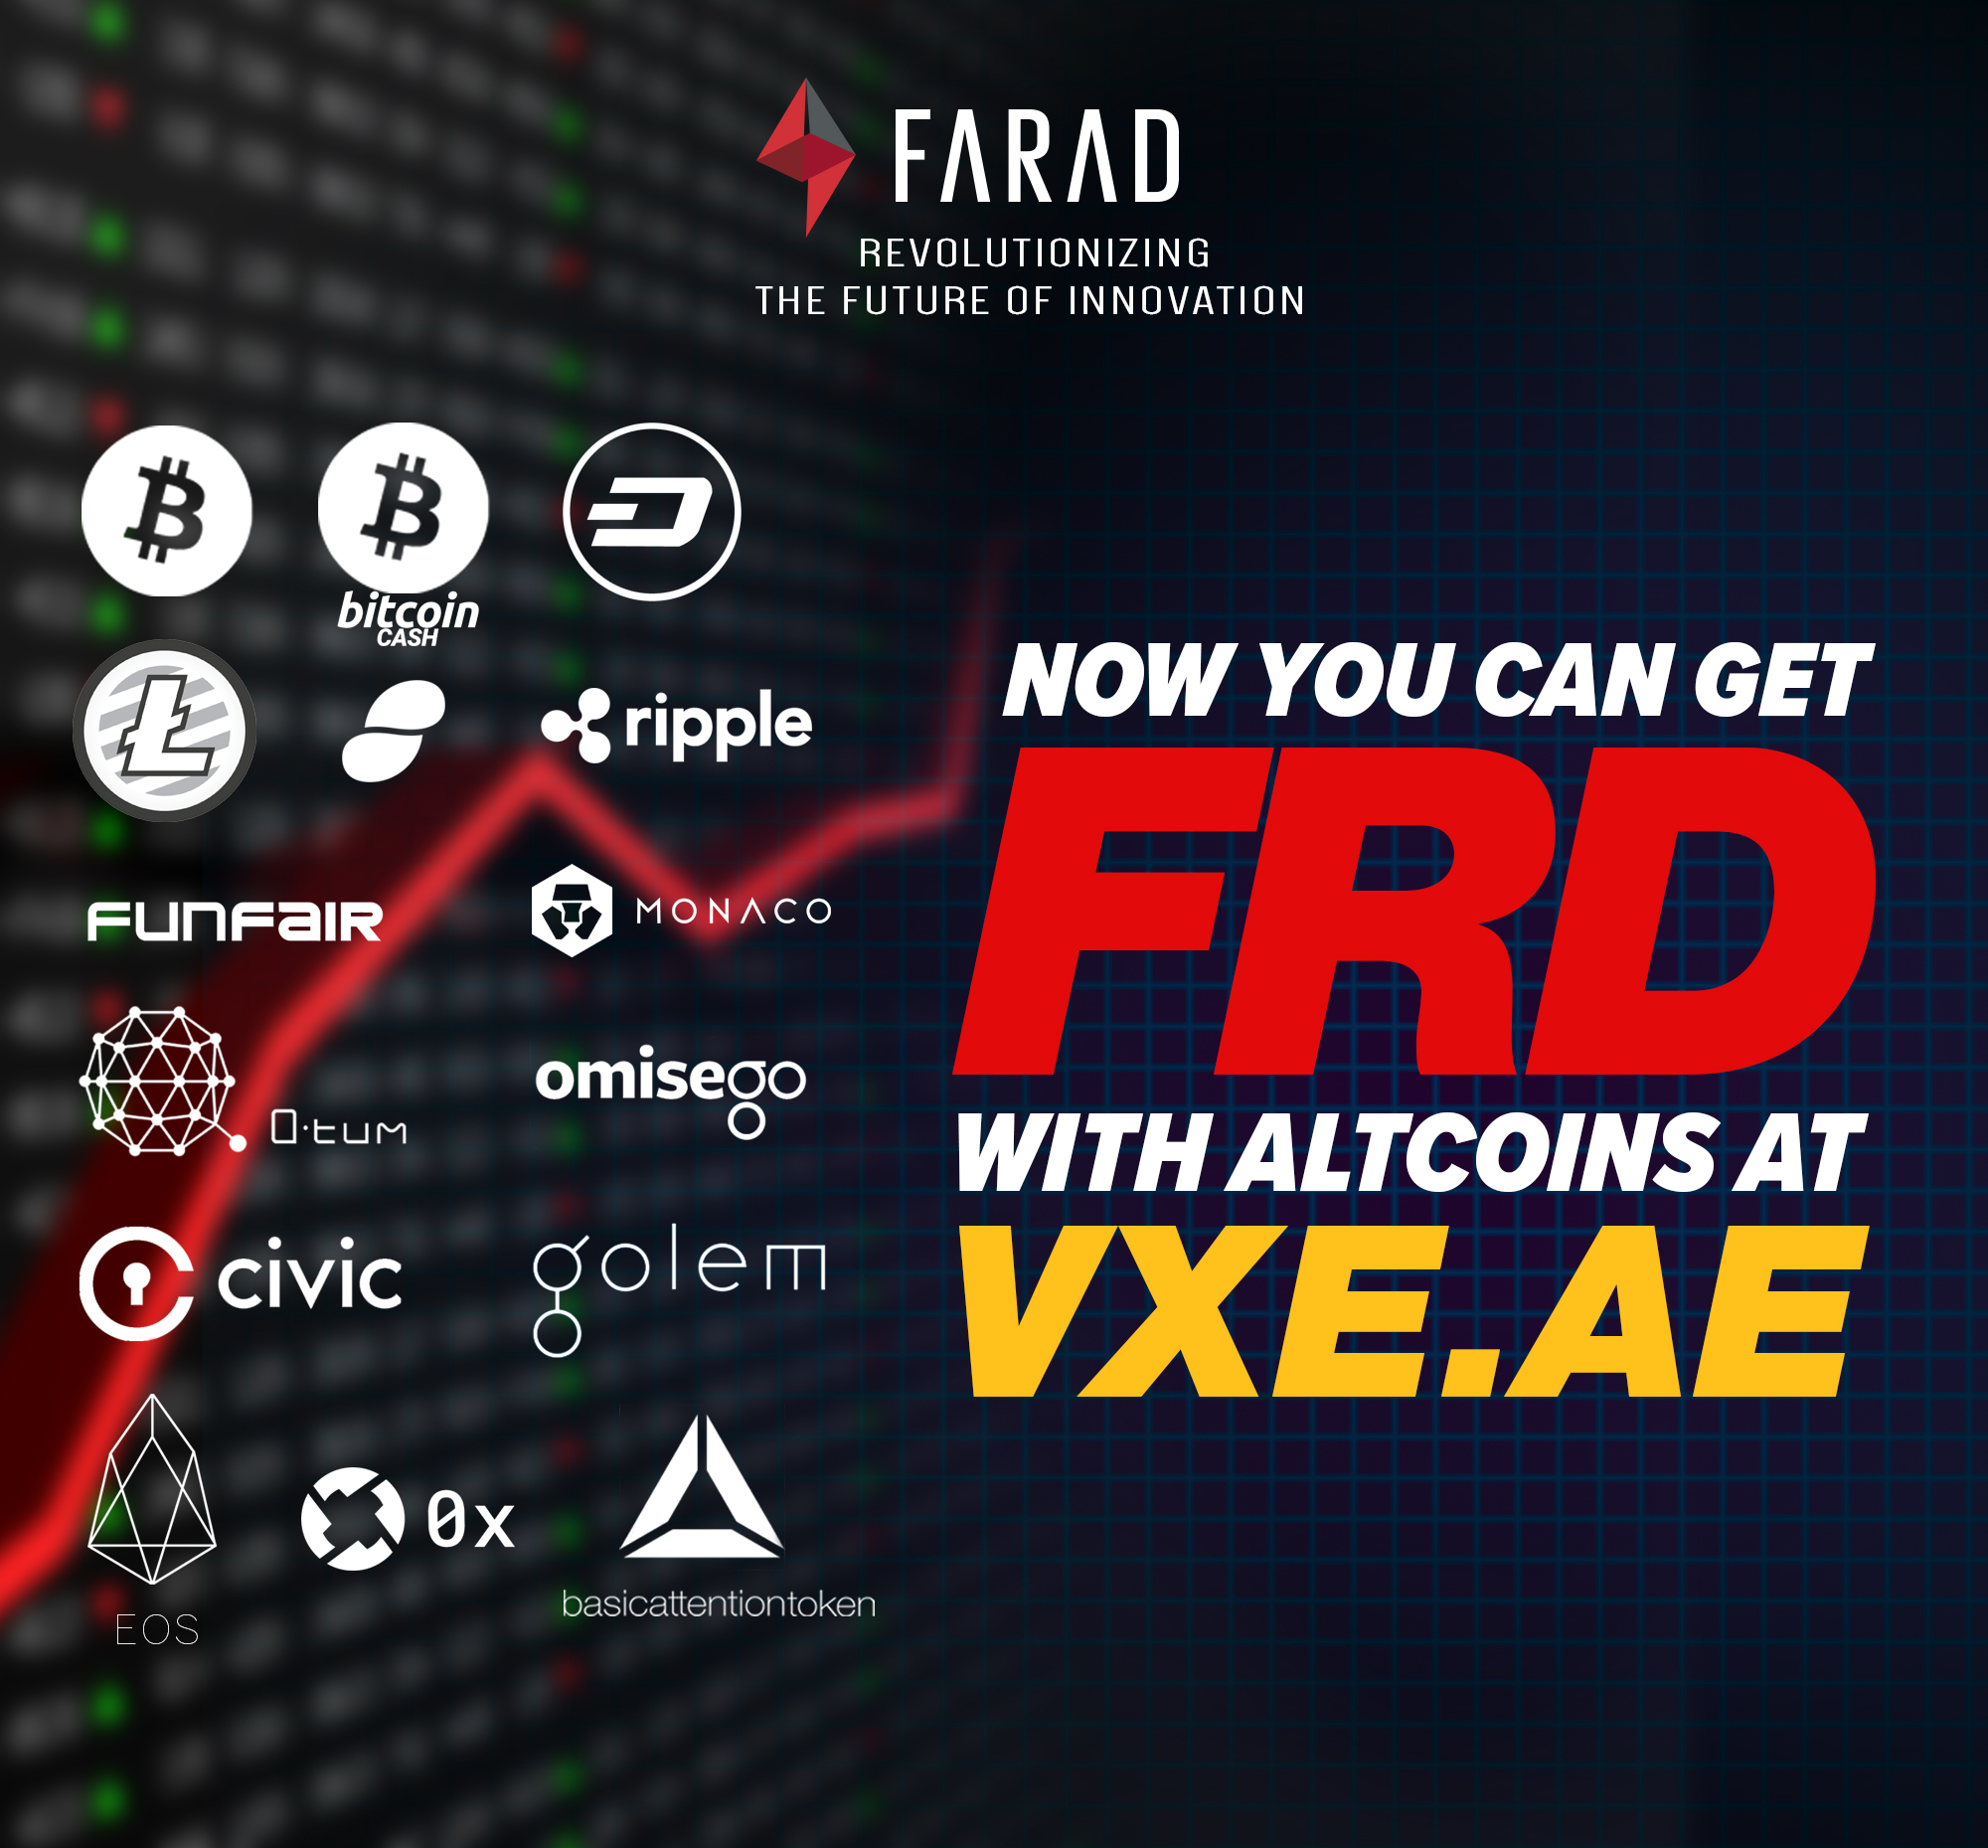 FARAD
REVOLUTIONIZING
THE FUTURE OF INNOVATION
bitcoin
CASH
ripple
FUNFAIR
MONACO
Q·tum
omisego
civic
golem
EOS
0x
basicattentiontoken
NOW YOU CAN GET
FRD
WITH ALTCOINS AT
VXE.AE